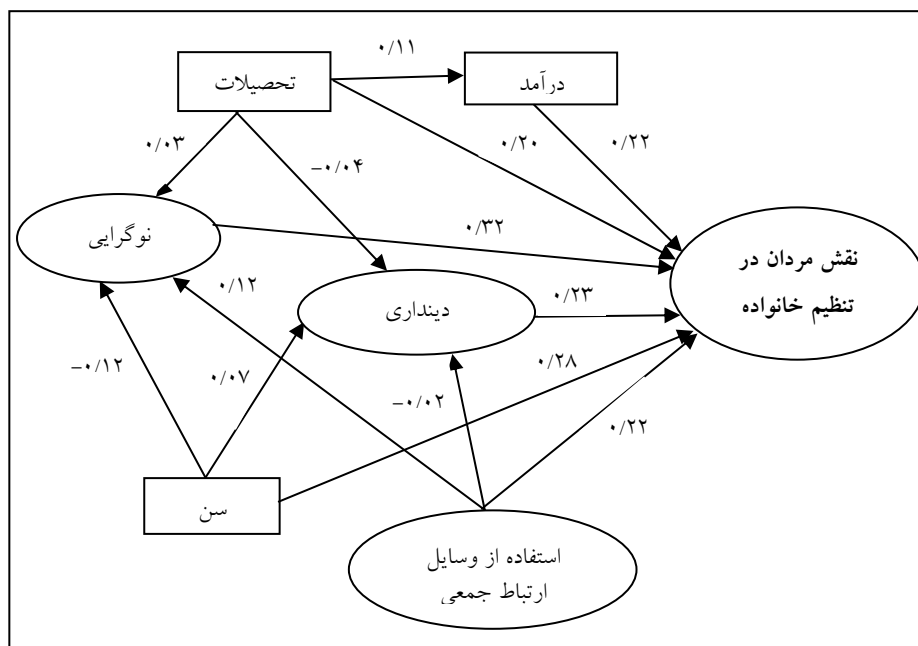 ۰/۱۱
تحصیلات
درآمد
۰/۰۳
-۰/۰۴
۰/۲۰
۰/۲۲
نوگرایی
۰/۳۲
نقش مردان در
تنظیم خانواده
۰/۱۲
دینداری
۰/۲۳
-۰/۱۲
۰/۰۷
۰/۲۸
-۰/۰۲
۰/۲۲
سن
استفاده از وسایل
ارتباط جمعی